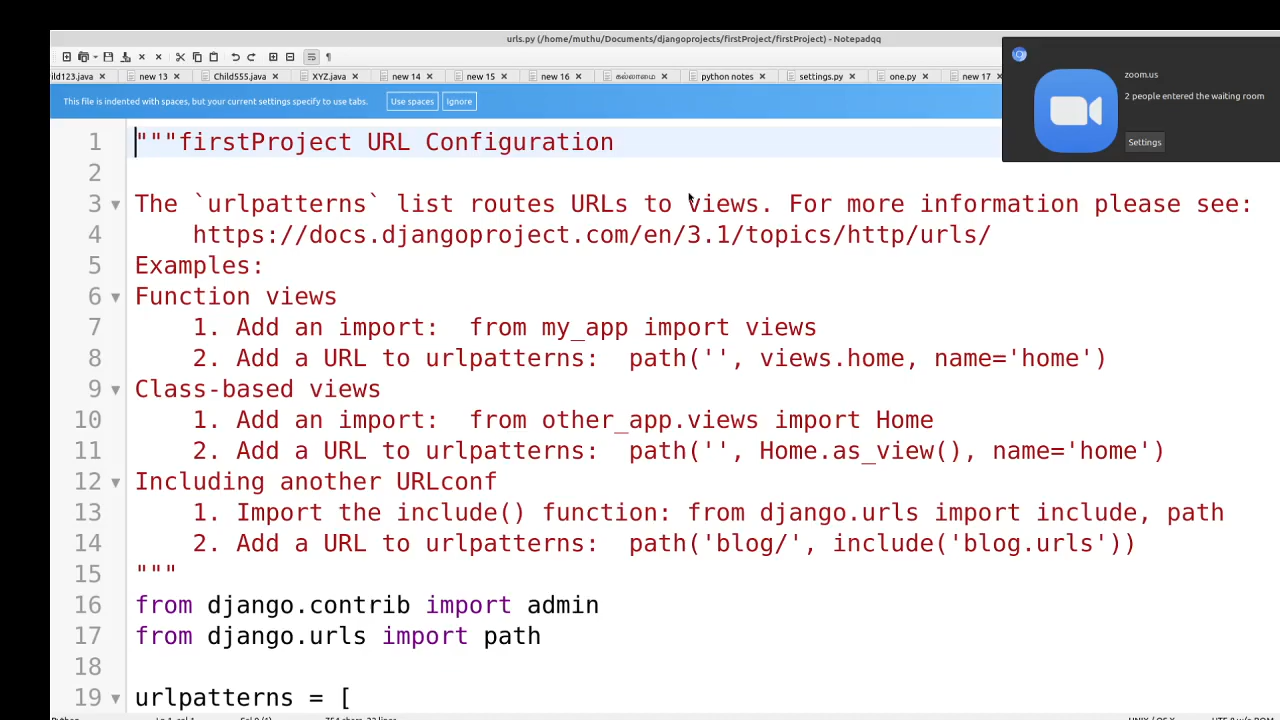 urls.py (/home/muthu/Documents/djangoprojects/firstProject/firstProject) - Notepadqq
ild123.java new 13 Child555.java XYZ.java new 14 new 15 new 16 கல்லாமை python notes settings.py one.py new 17
This file is indented with spaces, but your current settings specify to use tabs. Use spaces Ignore
zoom.us
2 people entered the waiting room
Settings
1 """firstProject URL Configuration
2
3 The `urlpatterns` list routes URLs to views. For more information please see:
4 https://docs.djangoproject.com/en/3.1/topics/http/urls/
5 Examples:
6 Function views
7 1. Add an import:  from my_app import views
8 2. Add a URL to urlpatterns:  path('', views.home, name='home')
9 Class-based views
10 1. Add an import:  from other_app.views import Home
11 2. Add a URL to urlpatterns:  path('', Home.as_view(), name='home')
12 Including another URLconf
13 1. Import the include() function: from django.urls import include, path
14 2. Add a URL to urlpatterns:  path('blog/', include('blog.urls'))
15 """
16 from django.contrib import admin
17 from django.urls import path
18
19 urlpatterns = [